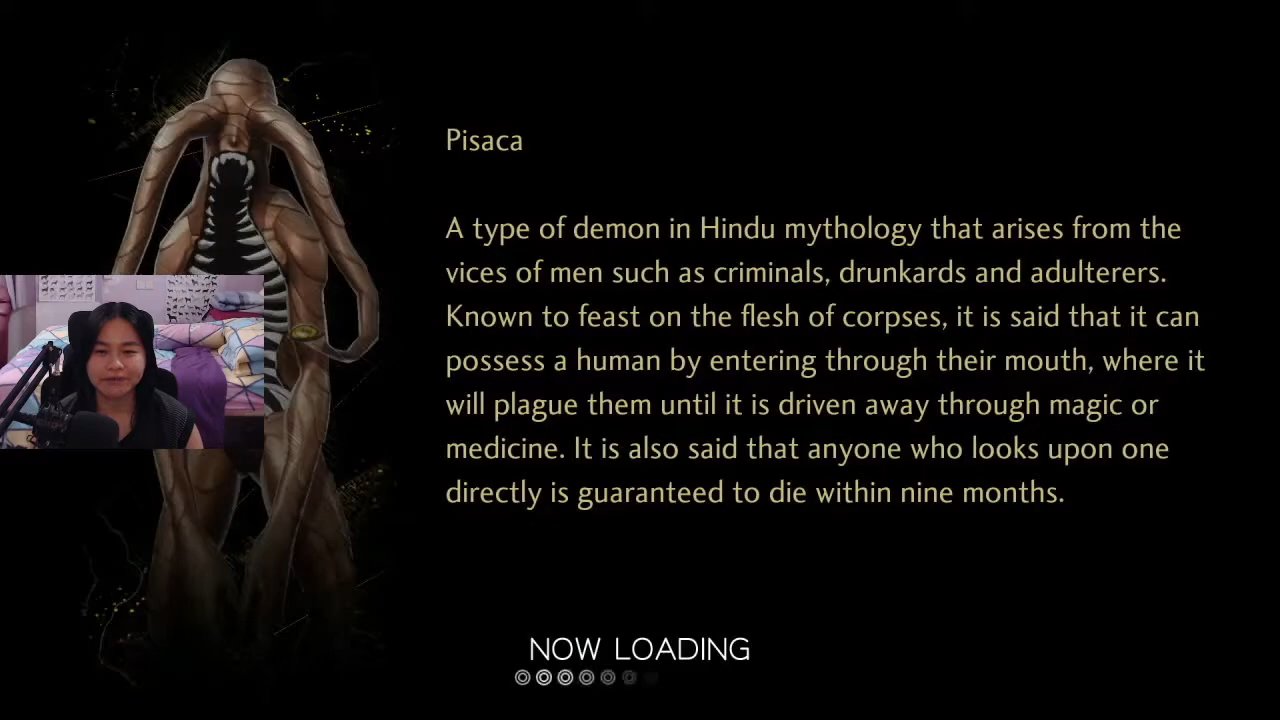 Pisaca
A type of demon in Hindu mythology that arises from the
vices of men such as criminals, drunkards and adulterers.
Known to feast on the flesh of corpses, it is said that it can
possess a human by entering through their mouth, where it
will plague them until it is driven away through magic or
medicine. It is also said that anyone who looks upon one
directly is guaranteed to die within nine months.
NOW LOADING